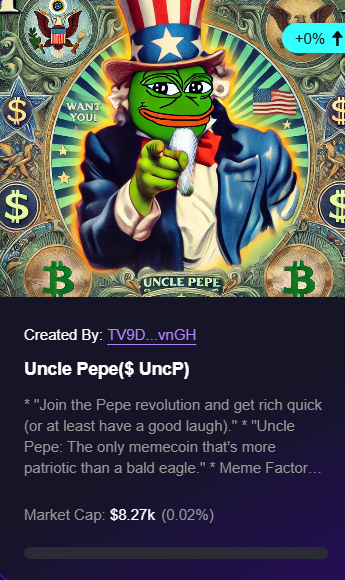 +0%
WANT
YOU!
$
$
$
$
B
B
UNCLE PEPE
Created By: TV9D...vnGH
Uncle Pepe($ UncP)
* "Join the Pepe revolution and get rich quick
(or at least have a good laugh)." * "Uncle
Pepe: The only memecoin that's more
patriotic than a bald eagle." * Meme Factor...
Market Cap: $8.27k (0.02%)